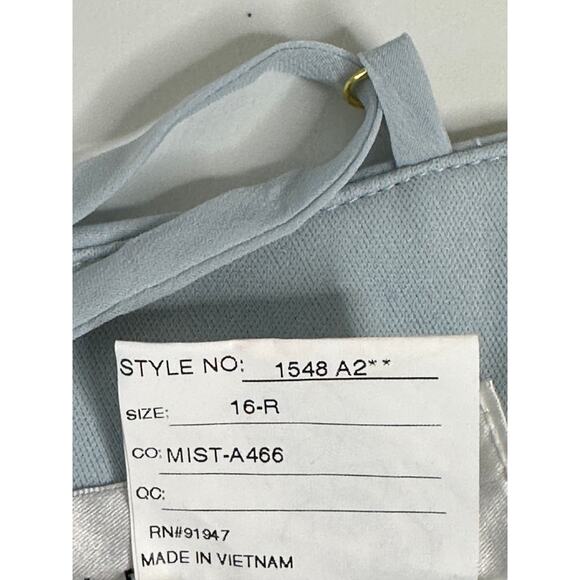 STYLE NO: 1548 A2**
SIZE: 16-R
CO: MIST-A466
QC:
RN#91947
MADE IN VIETNAM